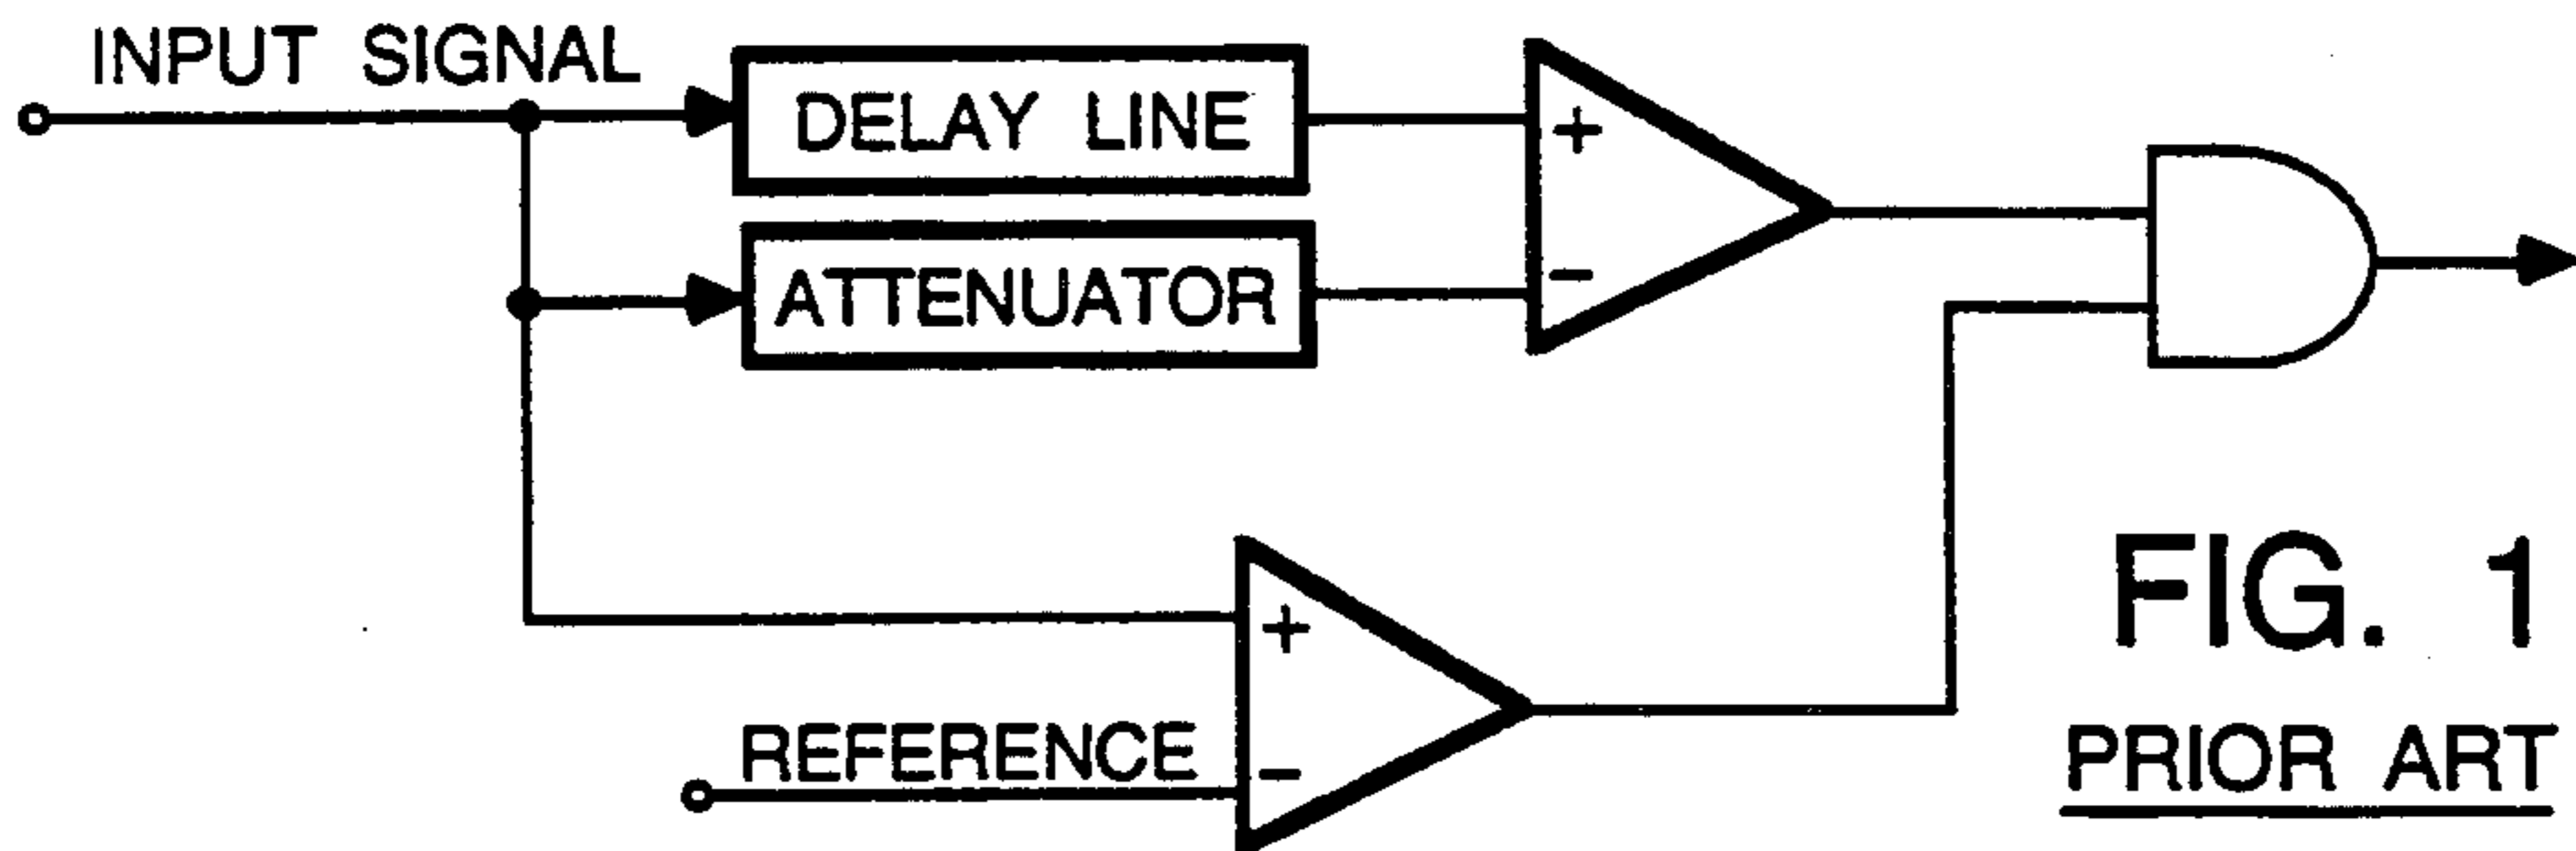 INPUT SIGNAL
DELAY LINE
+
ATTENUATOR
-
+
REFERENCE
-
FIG. 1
PRIOR ART